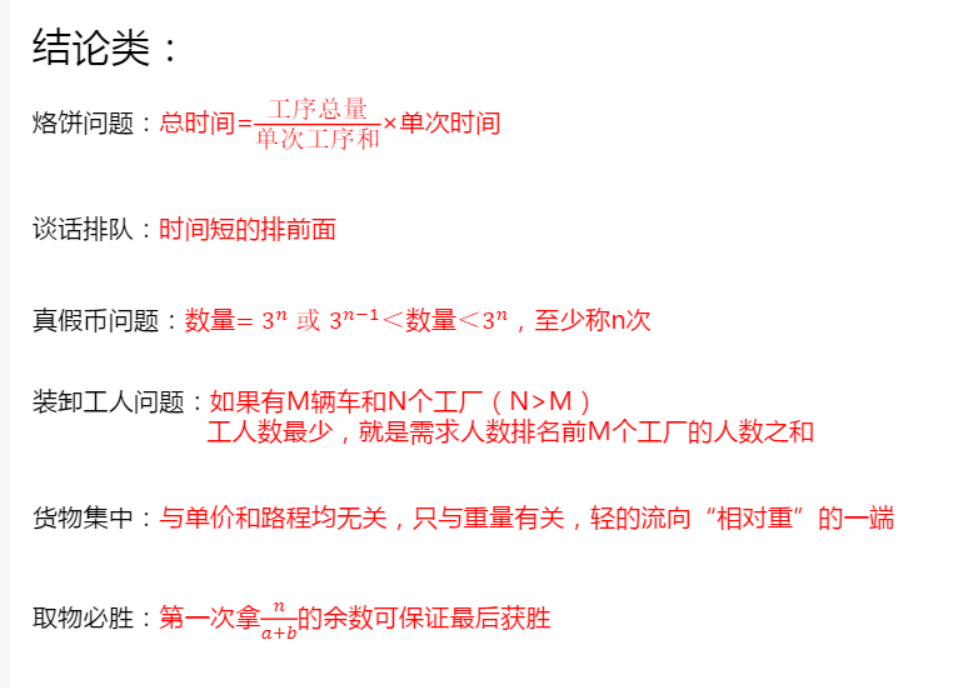 结论类：
烙饼问题：总时间=工序总量/单次工序和×单次时间
谈话排队：时间短的排前面
真假币问题：数量= 3ⁿ 或 3ⁿ⁻¹＜数量＜3ⁿ，至少称n次
装卸工人问题：如果有M辆车和N个工厂（N>M）
工人数最少，就是需求人数排名前M个工厂的人数之和
货物集中：与单价和路程均无关，只与重量有关，轻的流向“相对重”的一端
取物必胜：第一次拿n/(a+b)的余数可保证最后获胜